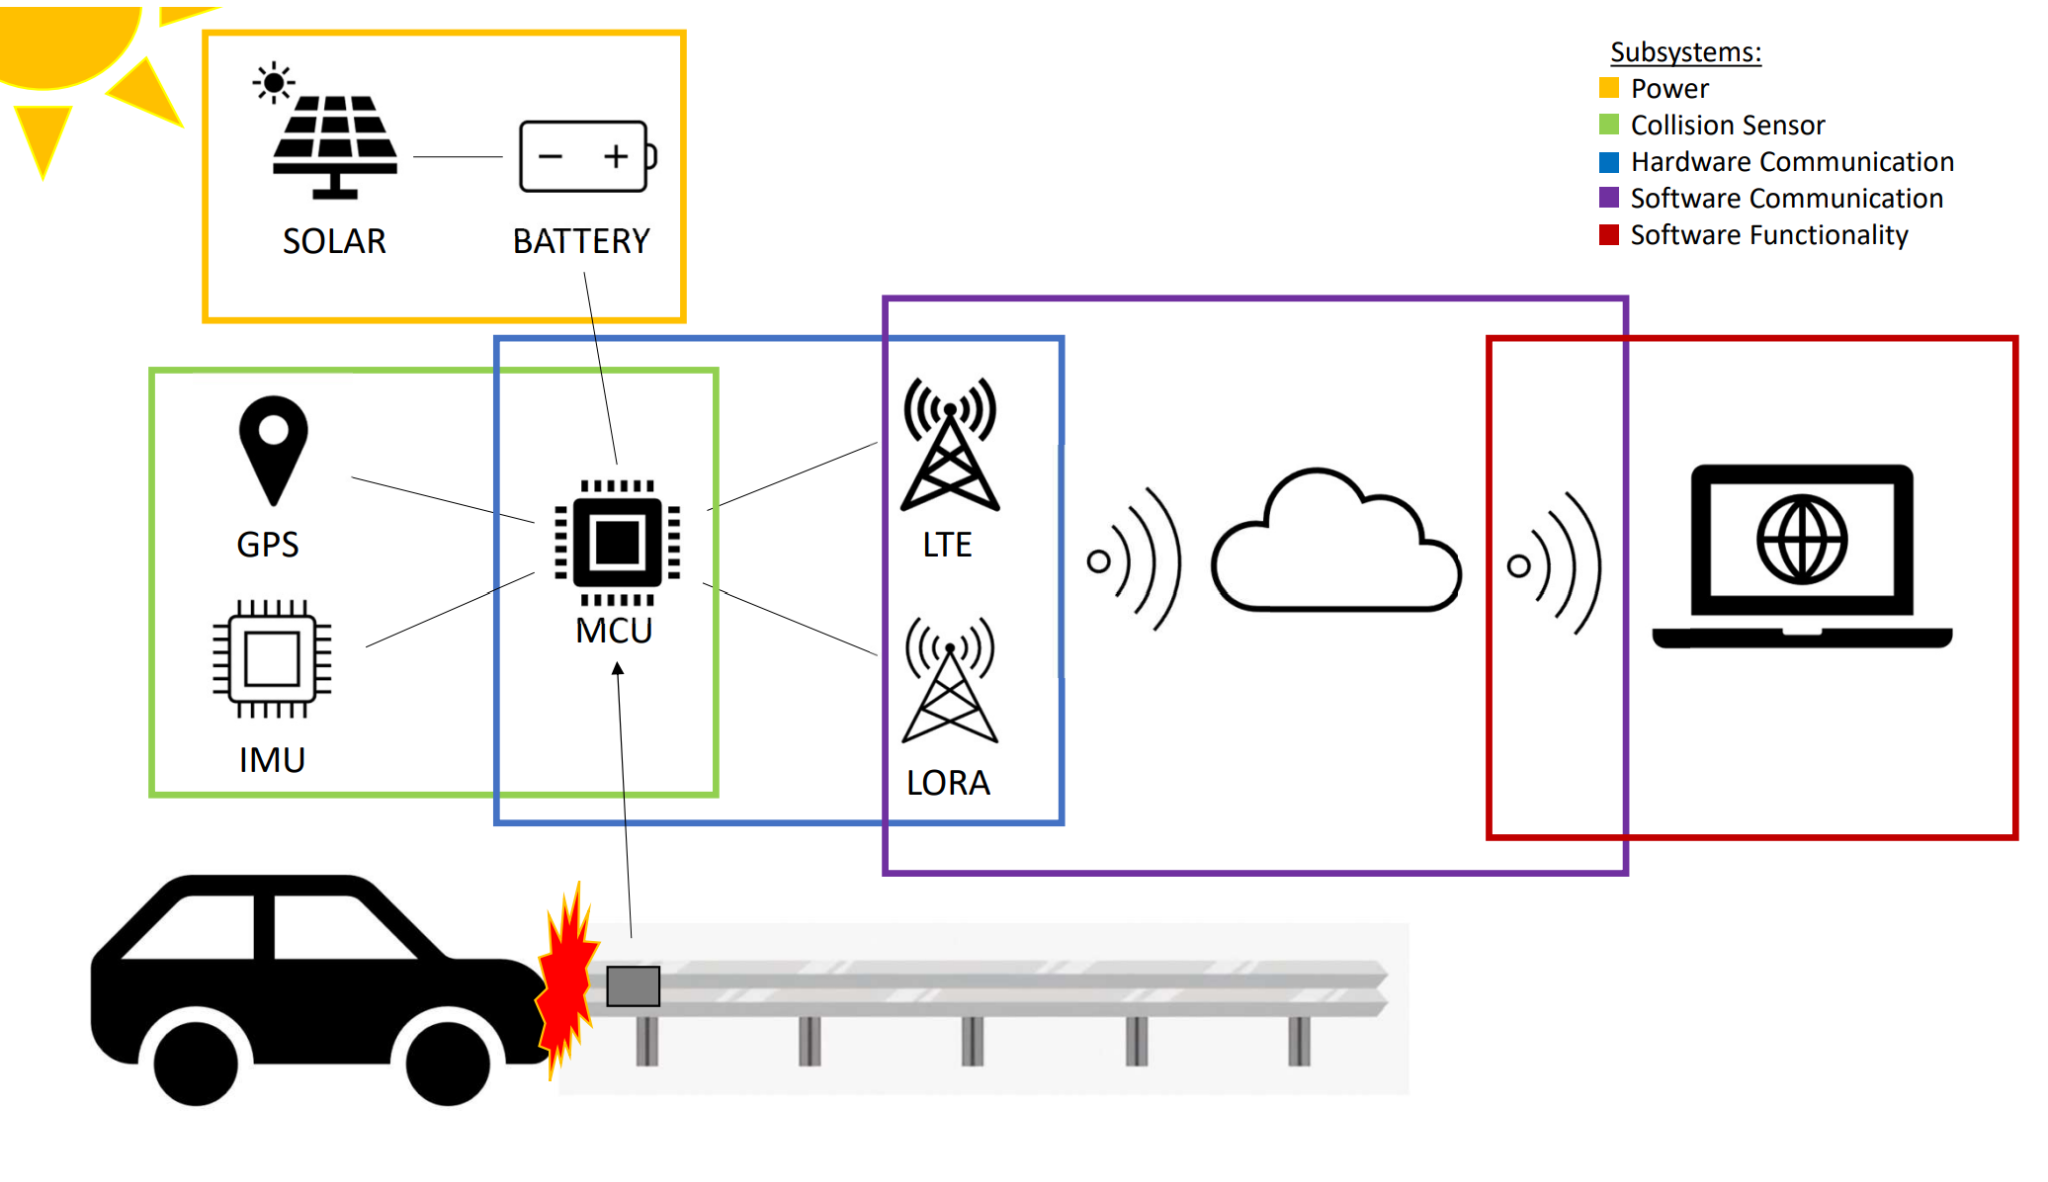 Subsystems:
Power
Collision Sensor
Hardware Communication
Software Communication
Software Functionality
SOLAR
BATTERY
GPS
IMU
MCU
LTE
LORA